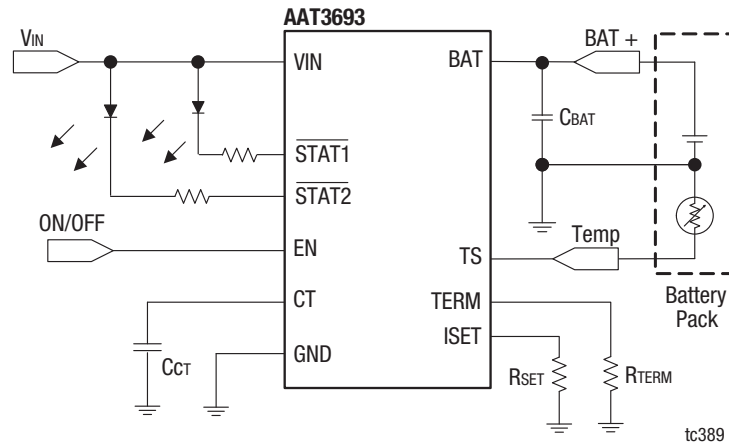 AAT3693
VIN
VIN
BAT
BAT +
CBAT
STAT1
STAT2
ON/OFF
EN
TS
Temp
CT
TERM
Battery
Pack
ISET
CCT
GND
RSET
RTERM
tc389